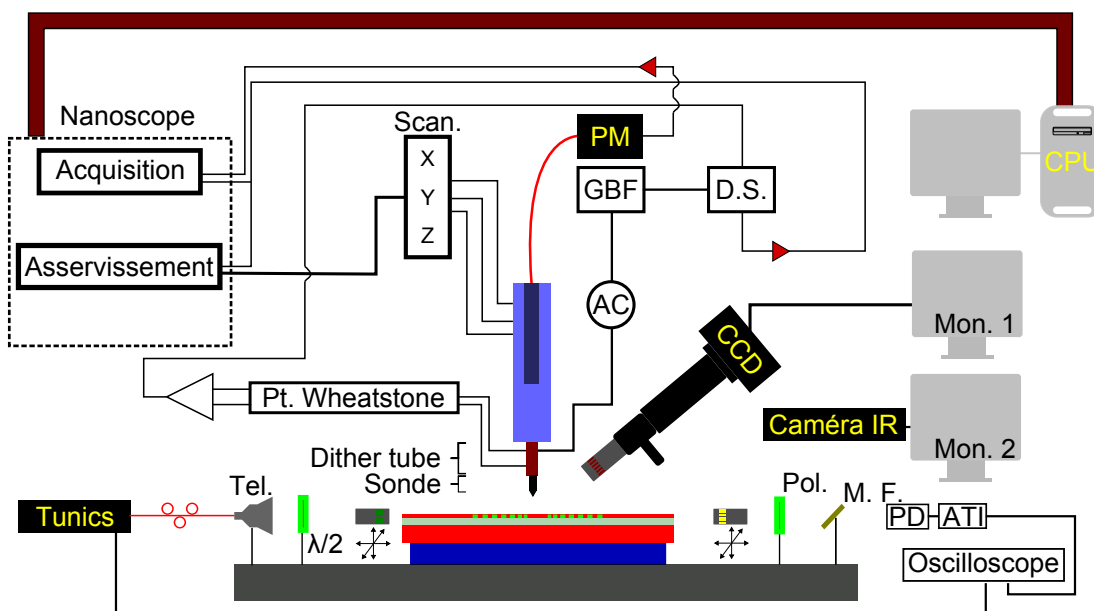 Nanoscope
Acquisition
Asservissement
Scan.
X
Y
Z
PM
GBF
D.S.
CPU
AC
CCD
Mon. 1
Pt. Wheatstone
Caméra IR
Mon. 2
Dither tube
Sonde
Tunics
Tel.
λ/2
Pol.
M. F.
PD
ATI
Oscilloscope